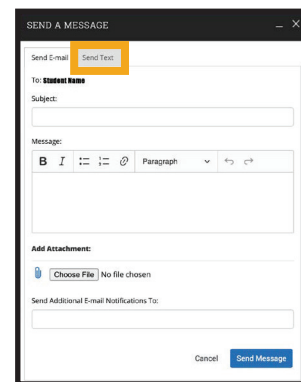 SEND A MESSAGE
Send E-mail Send Text
To: Student Name
Subject:
Message:
B I Paragraph
Add Attachment:
Choose File No file chosen
Send Additional E-mail Notifications To:
Cancel Send Message